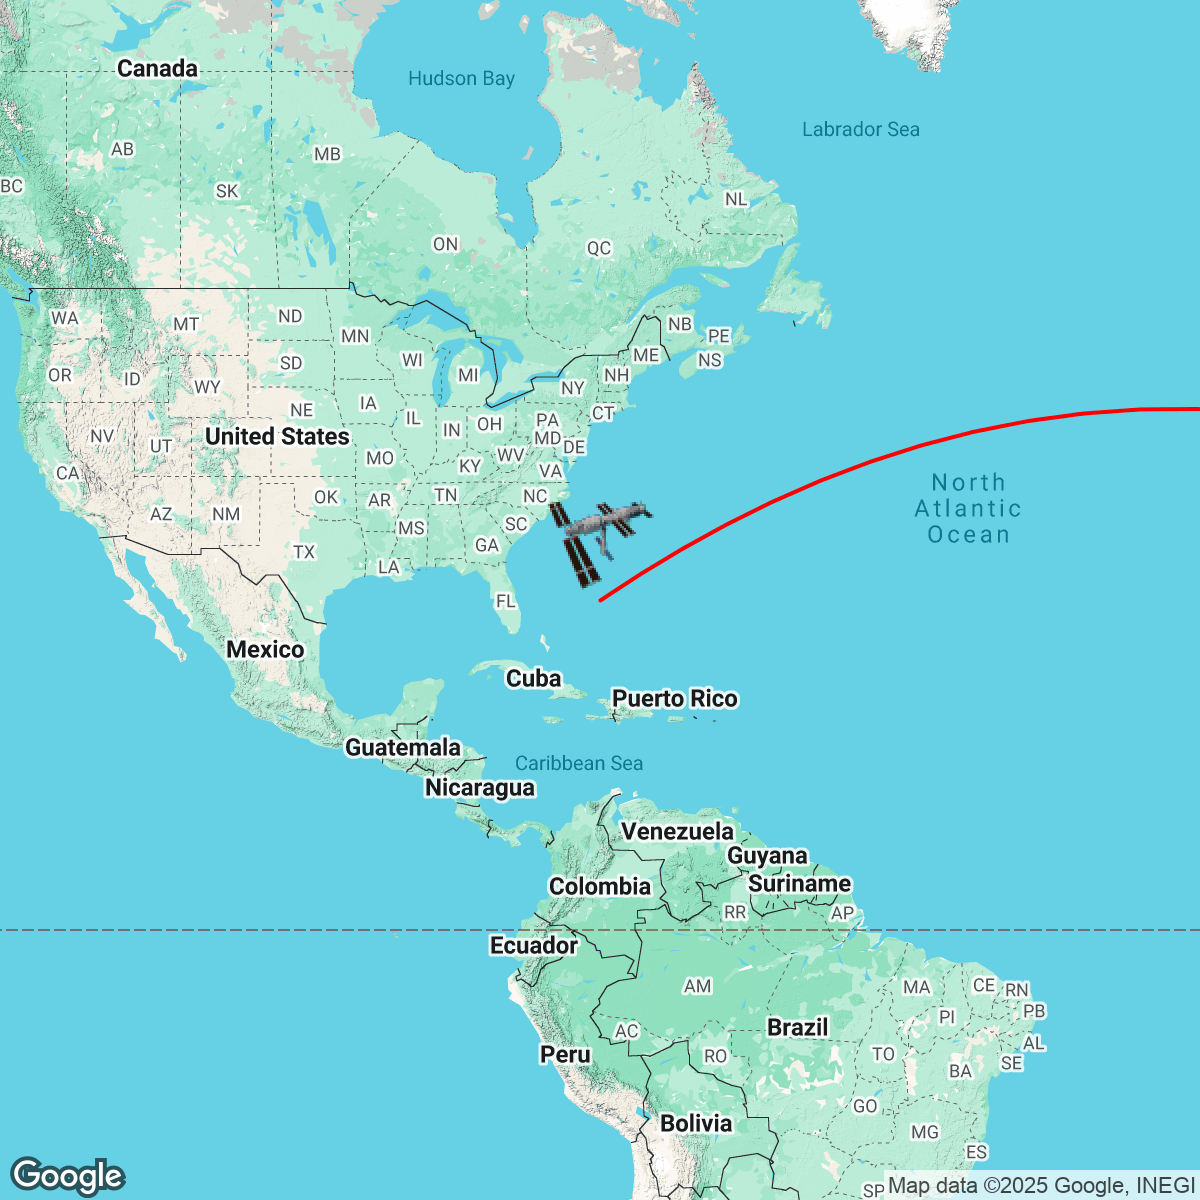 Canada
Hudson Bay
Labrador Sea
AB
MB
BC
SK
NL
ON
QC
WA
MT
ND
MN
NB
PE
OR
ID
WY
SD
WI
MI
ME
NS
NH
NY
NV
UT
NE
IA
IL
IN
OH
PA
CT
United States
MD
DE
CA
MO
KY
WV
VA
AZ
NM
OK
AR
TN
NC
North
Atlantic
Ocean
TX
MS
SC
GA
LA
FL
Mexico
Cuba
Puerto Rico
Guatemala
Caribbean Sea
Nicaragua
Venezuela
Guyana
Colombia
Suriname
RR
AP
Ecuador
AM
MA
CE
RN
PI
PB
AC
Brazil
AL
Peru
RO
TO
SE
BA
GO
Bolivia
MG
ES
SP
Google
Map data ©2025 Google, INEGI